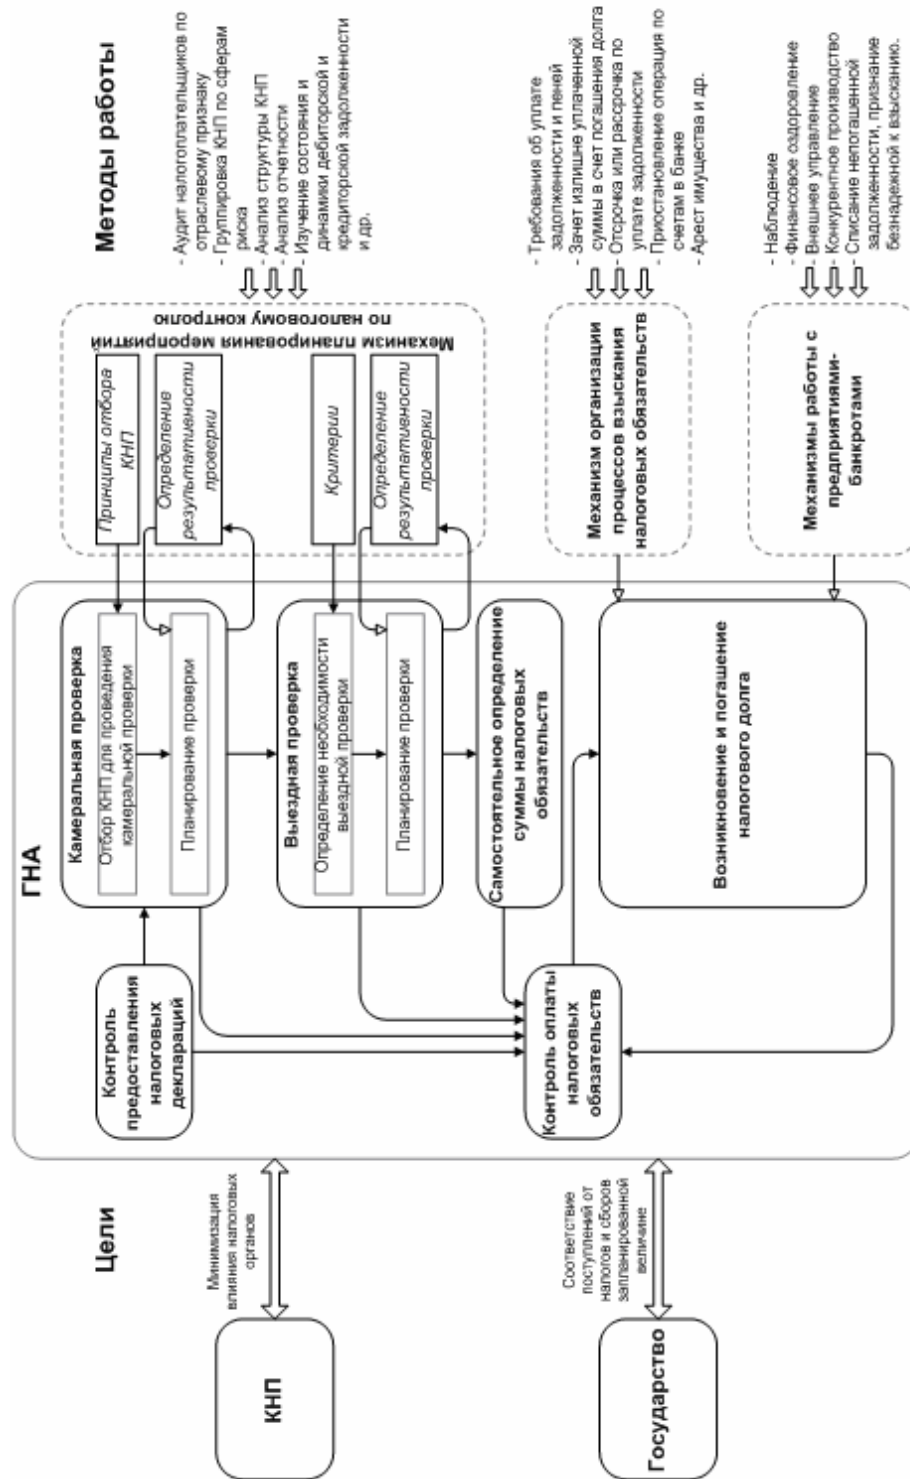 Цели
ГНА
Методы работы
КНП
Минимизация
влияния налоговых
органов
Государство
Соответствие
поступлений от
налогов и сборов
запланированной
величине
Контроль
предоставления
налоговых
деклараций
Контроль оплаты
налоговых
обязательств
Камеральная проверка
Отбор КНП для проведения
камеральной проверки
Планирование проверки
Выездная проверка
Определение необходимости
выездной проверки
Планирование проверки
Самостоятельное определение
суммы налоговых
обязательств
Возникновение и погашение
налогового долга
Принципы отбора
КНП
Определение
результативности
проверки
Критерии
Определение
результативности
проверки
Механизм планирования мероприятий
по налоговому контролю
Механизм организации
процессов взыскания
налоговых обязательств
Механизмы работы с
предприятиями-
банкротами
- Аудит налогоплательщиков по
отраслевому признаку
- Группировка КНП по сферам
риска
- Анализ структуры КНП
- Анализ отчетности
- Изучение состояния и
динамики дебиторской и
кредиторской задолженности
и др.
- Требования об уплате
задолженности и пеней
- Зачет излишне уплаченной
суммы в счет погашения долга
- Отсрочка или рассрочка по
уплате задолженности
- Приостановление операция по
счетам в банке
- Арест имущества и др.
- Наблюдение
- Финансовое оздоровление
- Внешнее управление
- Конкурентное производство
- Списание непогашенной
задолженности, признание
безнадежной к взысканию.